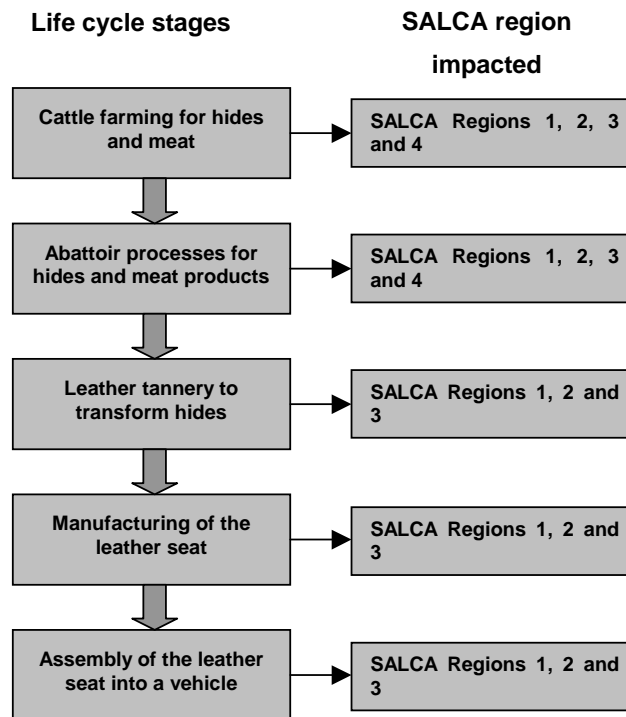 Life cycle stages
SALCA region
impacted
Cattle farming for hides
and meat
SALCA Regions 1, 2, 3
and 4
Abattoir processes for
hides and meat products
SALCA Regions 1, 2, 3
and 4
Leather tannery to
transform hides
SALCA Regions 1, 2 and
3
Manufacturing of the
leather seat
SALCA Regions 1, 2 and
3
Assembly of the leather
seat into a vehicle
SALCA Regions 1, 2 and
3